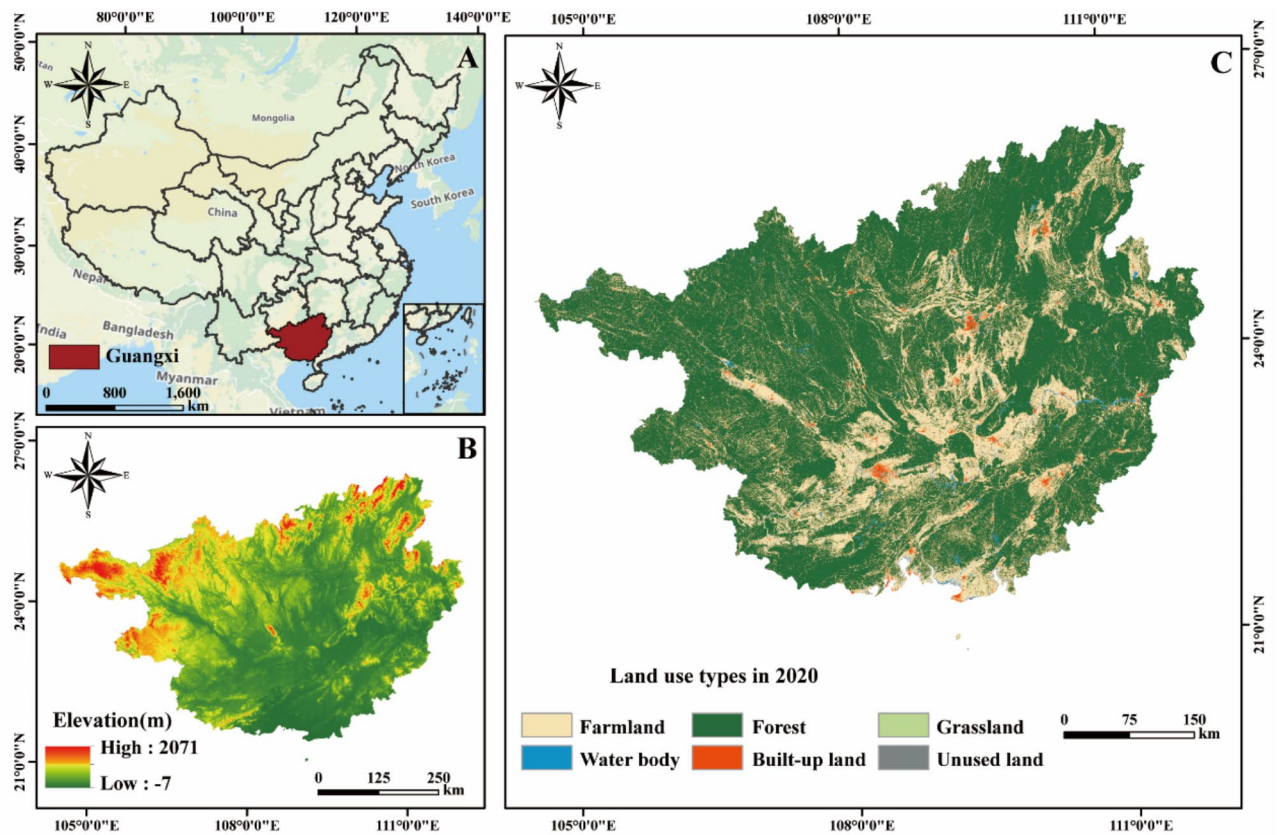 80°0'0"E 100°0'0"E 120°0'0"E 140°0'0"E
50°0'0"N
40°0'0"N
30°0'0"N
20°0'0"N
A
N
W E
S
tan
Mongolia
North Korea
South Korea
China
Nepal
India
Bangladesh
Myanmar
Vietnam
Guangxi
0 800 1,600
km
B
27°0'0"N
24°0'0"N
21°0'0"N
N
W E
S
Elevation(m)
High : 2071
Low : -7
0 125 250
km
105°0'0"E 108°0'0"E 111°0'0"E
105°0'0"E 108°0'0"E 111°0'0"E
C
N
W E
S
27°0'0"N
24°0'0"N
21°0'0"N
Land use types in 2020
Farmland Forest Grassland
Water body Built-up land Unused land
0 75 150
km
105°0'0"E 108°0'0"E 111°0'0"E